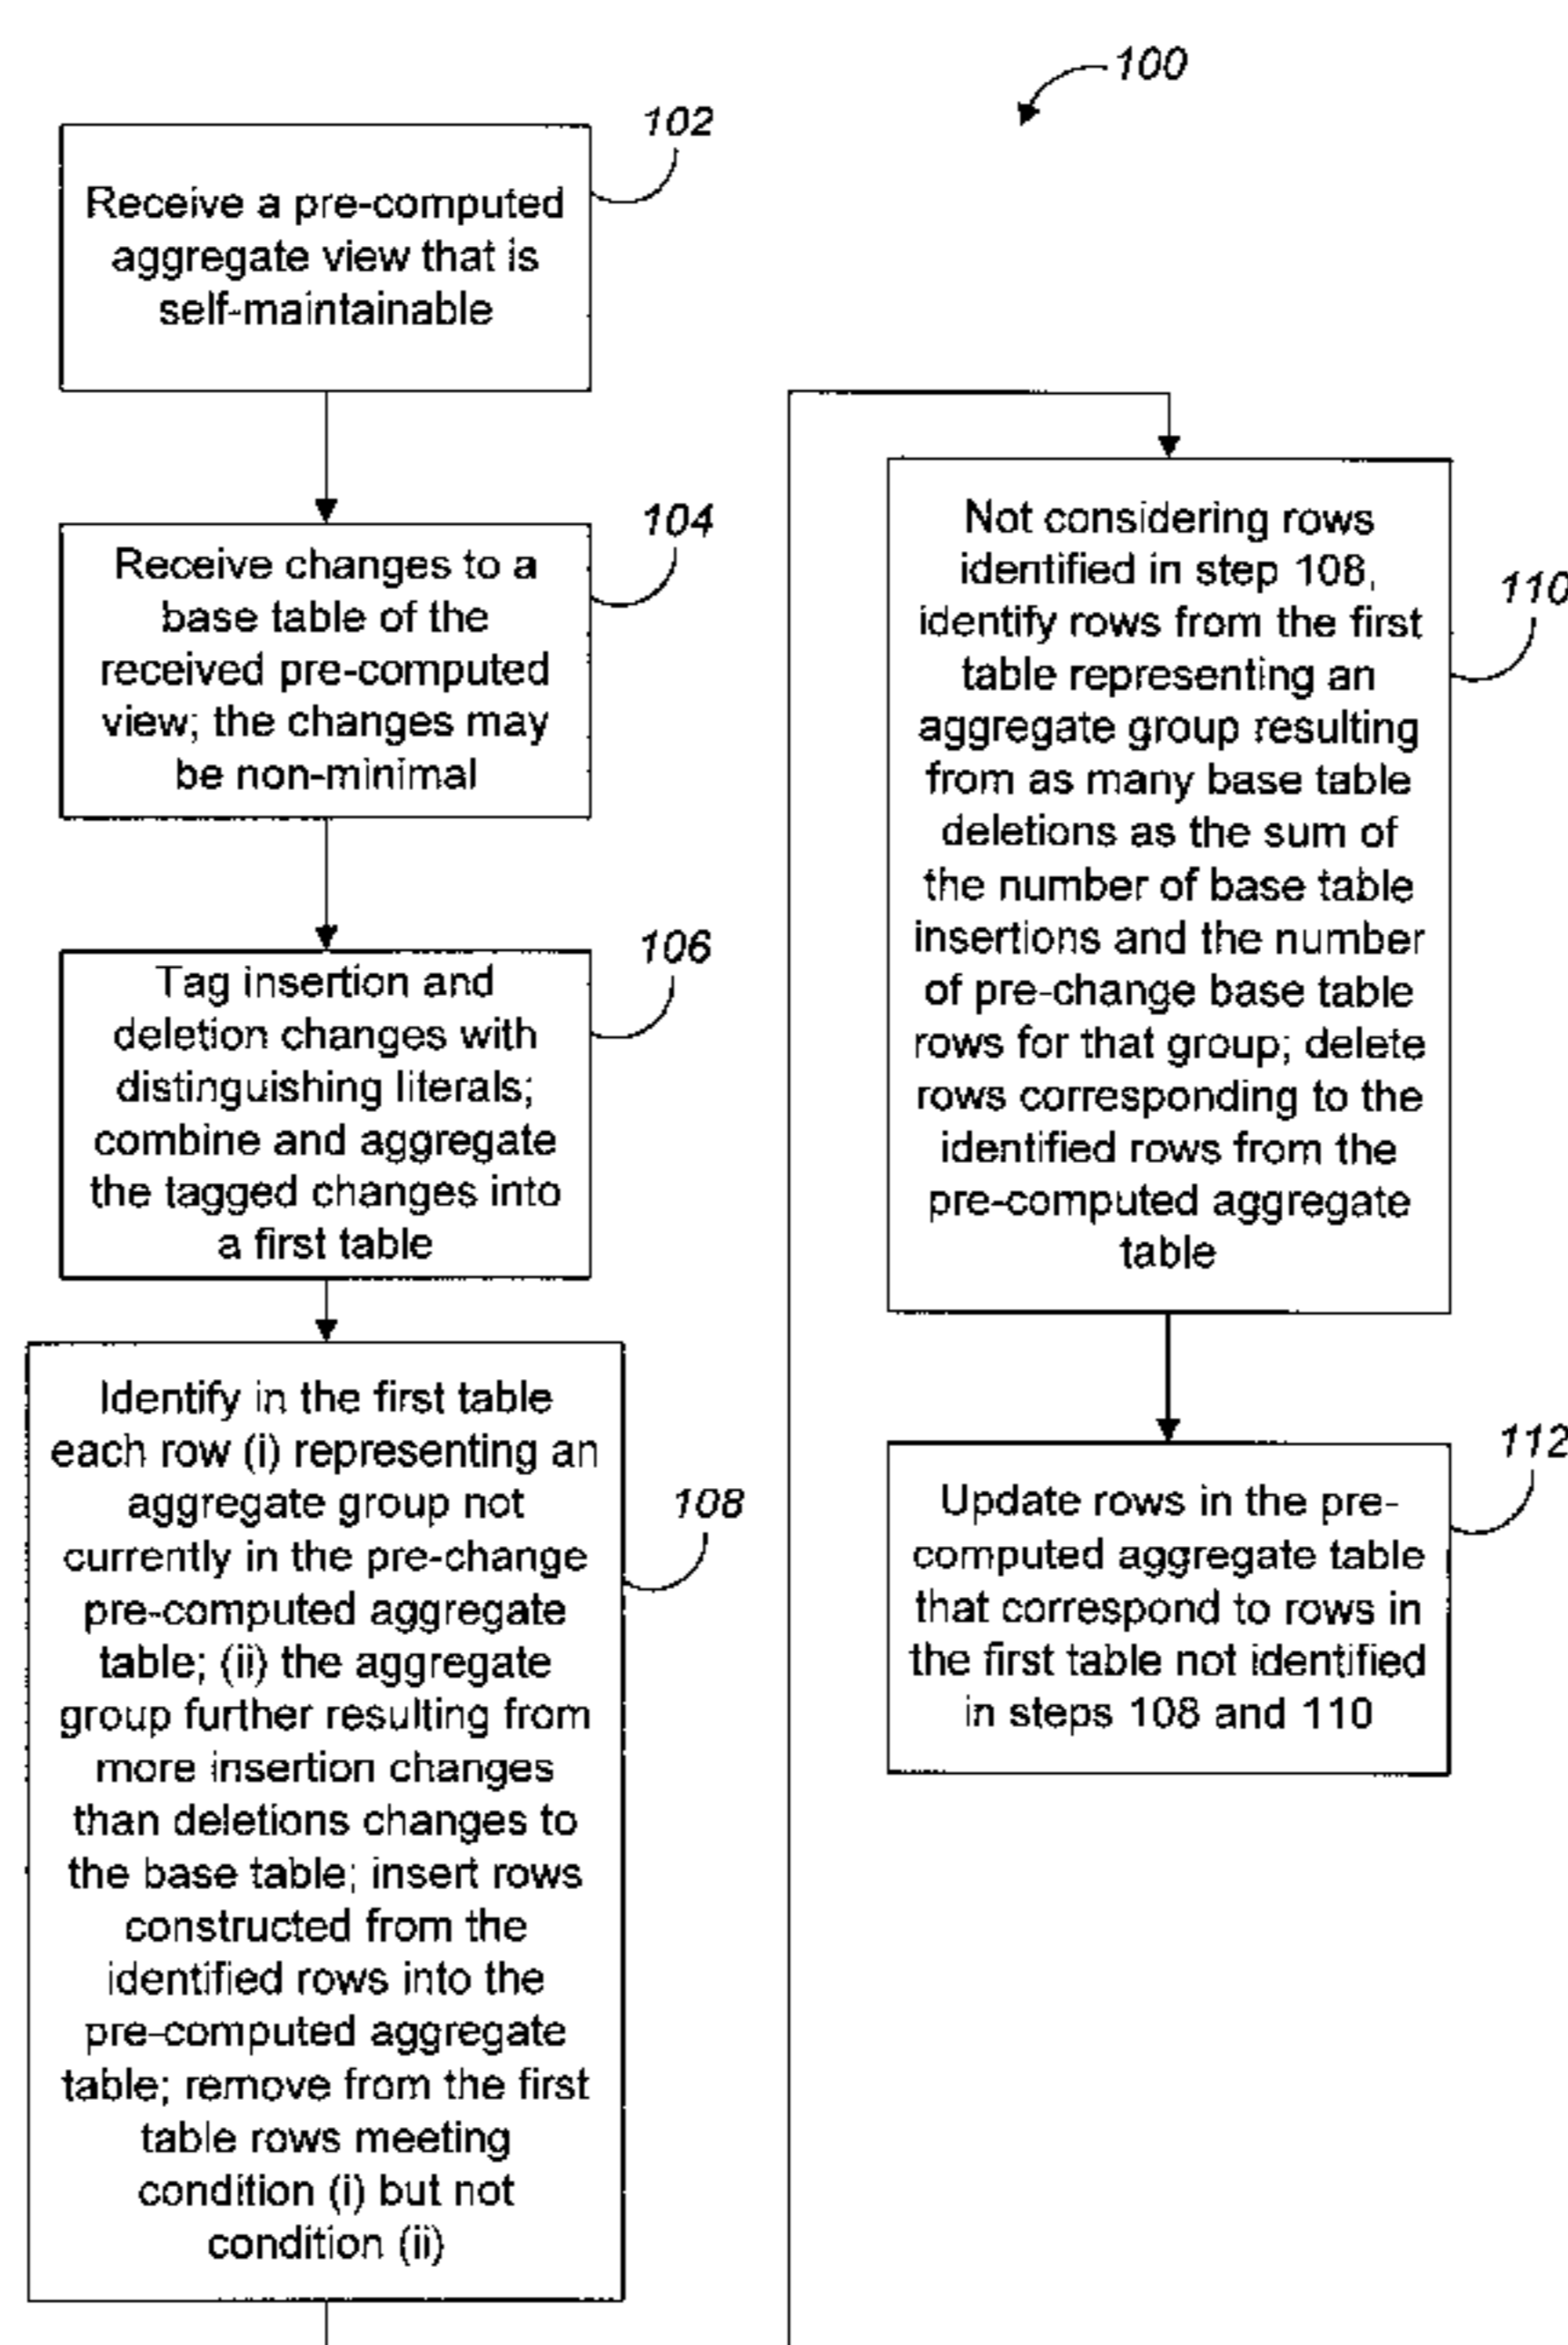 100
102
Receive a pre-computed
aggregate view that is
self-maintainable
104
Receive changes to a
base table of the
received pre-computed
view; the changes may
be non-minimal
106
Tag insertion and
deletion changes with
distinguishing literals;
combine and aggregate
the tagged changes into
a first table
108
Identify in the first table
each row (i) representing an
aggregate group not
currently in the pre-change
pre-computed aggregate
table; (ii) the aggregate
group further resulting from
more insertion changes
than deletions changes to
the base table; insert rows
constructed from the
identified rows into the
pre-computed aggregate
table; remove from the first
table rows meeting
condition (i) but not
condition (ii)
110
Not considering rows
identified in step 108,
identify rows from the first
table representing an
aggregate group resulting
from as many base table
deletions as the sum of
the number of base table
insertions and the number
of pre-change base table
rows for that group; delete
rows corresponding to the
identified rows from the
pre-computed aggregate
table
112
Update rows in the pre-
computed aggregate table
that correspond to rows in
the first table not identified
in steps 108 and 110